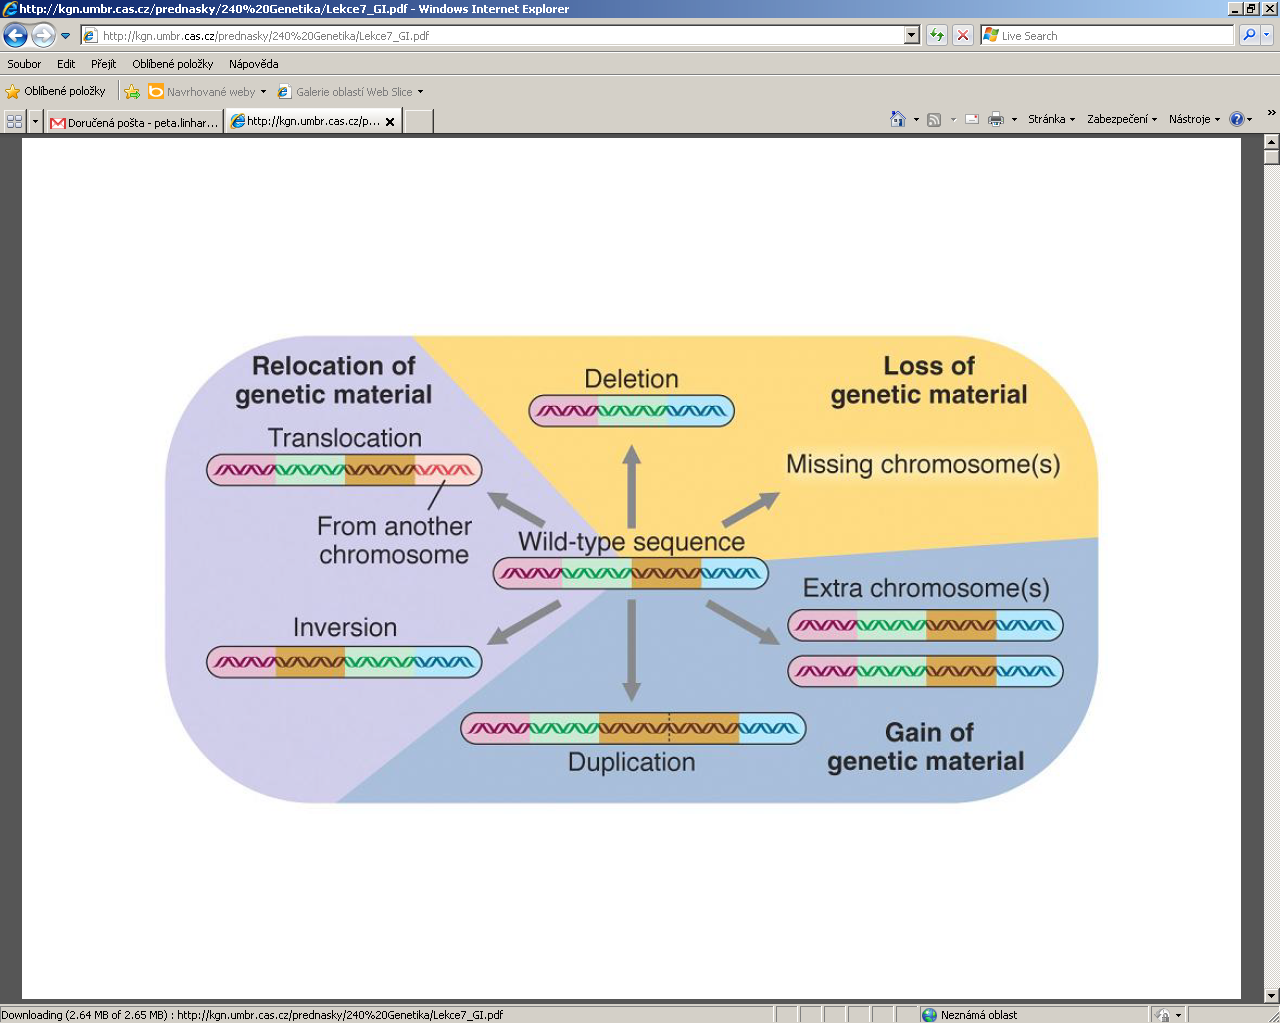 http://kgn.umbr.cas.cz/prednasky/240%20Genetika/Lekce7_GI.pdf - Windows Internet Explorer
http://kgn.umbr.cas.cz/prednasky/240%20Genetika/Lekce7_GI.pdf
Live Search
Soubor Edit Přejít Oblíbené položky Nápověda
Oblíbené položky Navrhované weby Galerie oblastí Web Slice
Doručená pošta - peta.linhar... http://kgn.umbr.cas.cz/p... Stránka Zabezpečení Nástroje »
Relocation of
genetic material
Translocation
From another
chromosome
Inversion
Deletion
Loss of
genetic material
Missing chromosome(s)
Wild-type sequence
Extra chromosome(s)
Gain of
genetic material
Duplication
Downloading (2.64 MB of 2.65 MB) : http://kgn.umbr.cas.cz/prednasky/240%20Genetika/Lekce7_GI.pdf Neznámá oblast